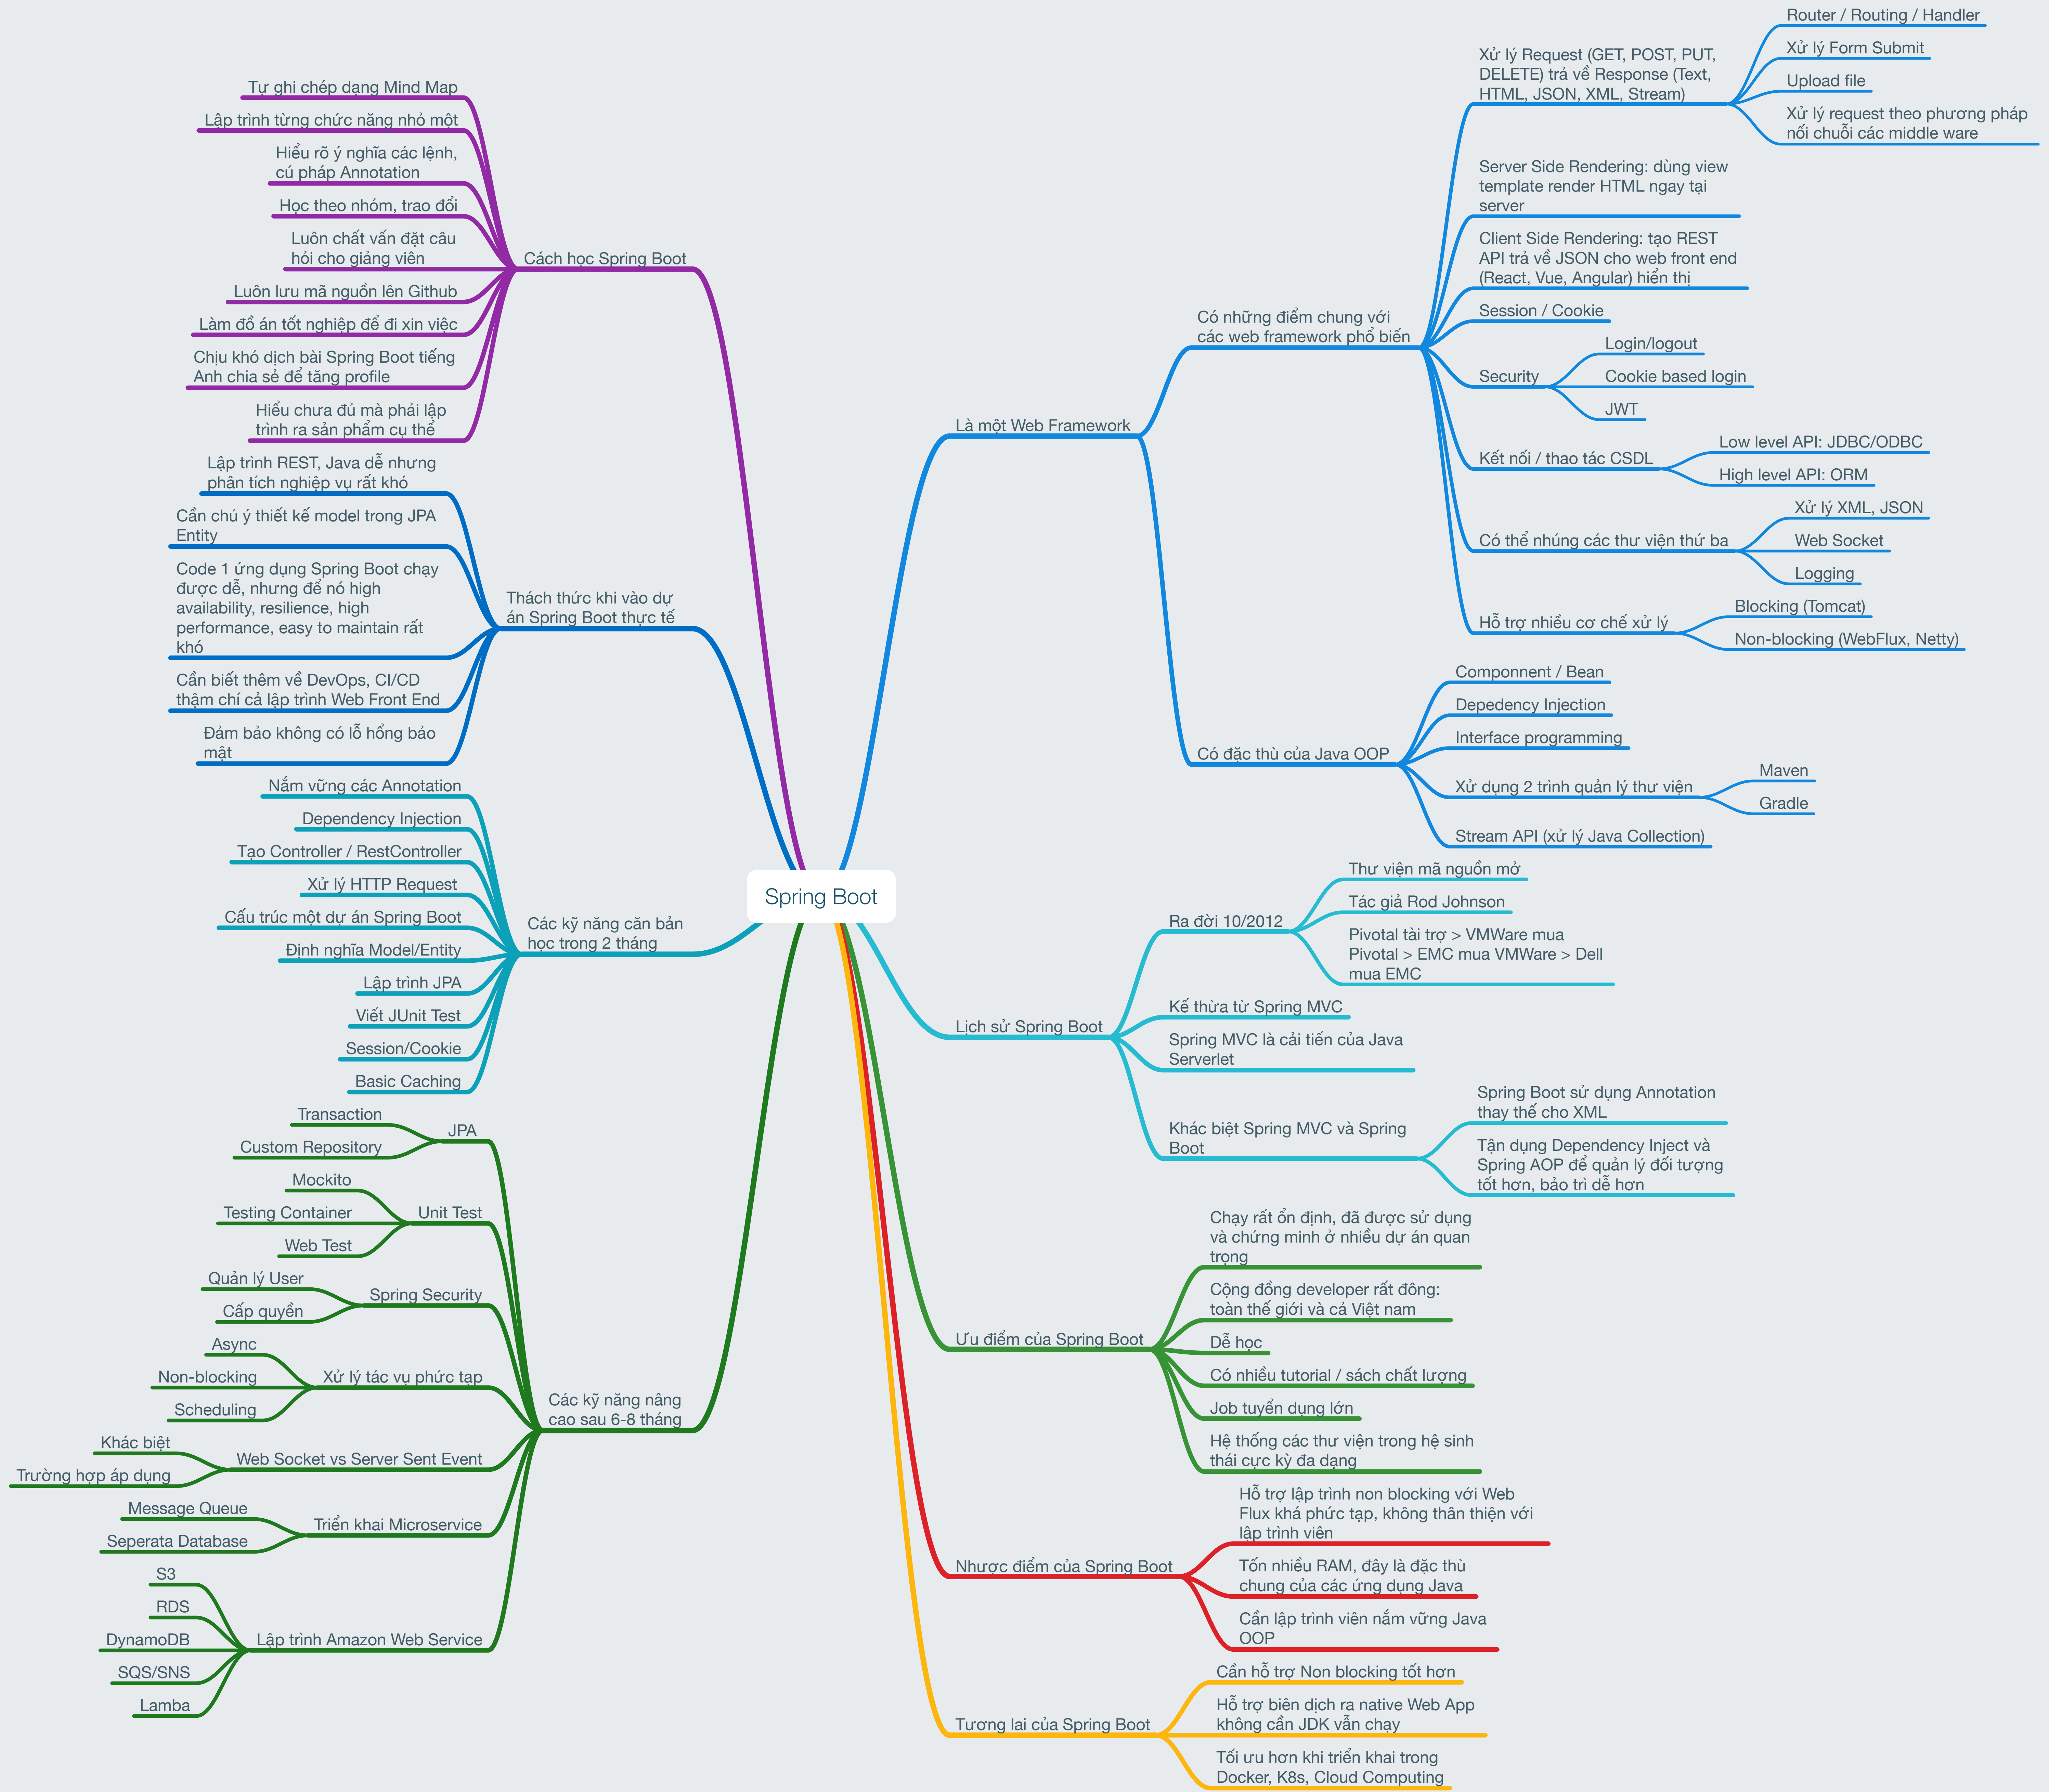 Spring Boot
Là một Web Framework
Có những điểm chung với
các web framework phổ biến
Xử lý Request (GET, POST, PUT,
DELETE) trả về Response (Text,
HTML, JSON, XML, Stream)
Router / Routing / Handler
Xử lý Form Submit
Upload file
Xử lý request theo phương pháp
nối chuỗi các middle ware
Server Side Rendering: dùng view
template render HTML ngay tại
server
Client Side Rendering: tạo REST
API trả về JSON cho web front end
(React, Vue, Angular) hiển thị
Session / Cookie
Security
Login/logout
Cookie based login
JWT
Kết nối / thao tác CSDL
Low level API: JDBC/ODBC
High level API: ORM
Có thể nhúng các thư viện thứ ba
Xử lý XML, JSON
Web Socket
Logging
Hỗ trợ nhiều cơ chế xử lý
Blocking (Tomcat)
Non-blocking (WebFlux, Netty)
Có đặc thù của Java OOP
Componnent / Bean
Depedency Injection
Interface programming
Xử dụng 2 trình quản lý thư viện
Maven
Gradle
Stream API (xử lý Java Collection)
Lịch sử Spring Boot
Ra đời 10/2012
Thư viện mã nguồn mở
Tác giả Rod Johnson
Pivotal tài trợ > VMWare mua
Pivotal > EMC mua VMWare > Dell
mua EMC
Kế thừa từ Spring MVC
Spring MVC là cải tiến của Java
Serverlet
Khác biệt Spring MVC và Spring
Boot
Spring Boot sử dụng Annotation
thay thế cho XML
Tận dụng Dependency Inject và
Spring AOP để quản lý đối tượng
tốt hơn, bảo trì dễ hơn
Ưu điểm của Spring Boot
Chạy rất ổn định, đã được sử dụng
và chứng minh ở nhiều dự án quan
trọng
Cộng đồng developer rất đông:
toàn thế giới và cả Việt nam
Dễ học
Có nhiều tutorial / sách chất lượng
Job tuyển dụng lớn
Hệ thống các thư viện trong hệ sinh
thái cực kỳ đa dạng
Nhược điểm của Spring Boot
Hỗ trợ lập trình non blocking với Web
Flux khá phức tạp, không thân thiện với
lập trình viên
Tốn nhiều RAM, đây là đặc thù
chung của các ứng dụng Java
Cần lập trình viên nắm vững Java
OOP
Tương lai của Spring Boot
Cần hỗ trợ Non blocking tốt hơn
Hỗ trợ biên dịch ra native Web App
không cần JDK vẫn chạy
Tối ưu hơn khi triển khai trong
Docker, K8s, Cloud Computing
Cách học Spring Boot
Tự ghi chép dạng Mind Map
Lập trình từng chức năng nhỏ một
Hiểu rõ ý nghĩa các lệnh,
cú pháp Annotation
Học theo nhóm, trao đổi
Luôn chất vấn đặt câu
hỏi cho giảng viên
Luôn lưu mã nguồn lên Github
Làm đồ án tốt nghiệp để đi xin việc
Chịu khó dịch bài Spring Boot tiếng
Anh chia sẻ để tăng profile
Hiểu chưa đủ mà phải lập
trình ra sản phẩm cụ thể
Thách thức khi vào dự
án Spring Boot thực tế
Lập trình REST, Java dễ nhưng
phân tích nghiệp vụ rất khó
Cần chú ý thiết kế model trong JPA
Entity
Code 1 ứng dụng Spring Boot chạy
được dễ, nhưng để nó high
availability, resilience, high
performance, easy to maintain rất
khó
Cần biết thêm về DevOps, CI/CD
thậm chí cả lập trình Web Front End
Đảm bảo không có lỗ hổng bảo
mật
Các kỹ năng căn bản
học trong 2 tháng
Nắm vững các Annotation
Dependency Injection
Tạo Controller / RestController
Xử lý HTTP Request
Cấu trúc một dự án Spring Boot
Định nghĩa Model/Entity
Lập trình JPA
Viết JUnit Test
Session/Cookie
Basic Caching
Các kỹ năng nâng
cao sau 6-8 tháng
JPA
Transaction
Custom Repository
Unit Test
Mockito
Testing Container
Web Test
Spring Security
Quản lý User
Cấp quyền
Xử lý tác vụ phức tạp
Async
Non-blocking
Scheduling
Web Socket vs Server Sent Event
Khác biệt
Trường hợp áp dụng
Triển khai Microservice
Message Queue
Seperata Database
Lập trình Amazon Web Service
S3
RDS
DynamoDB
SQS/SNS
Lamba